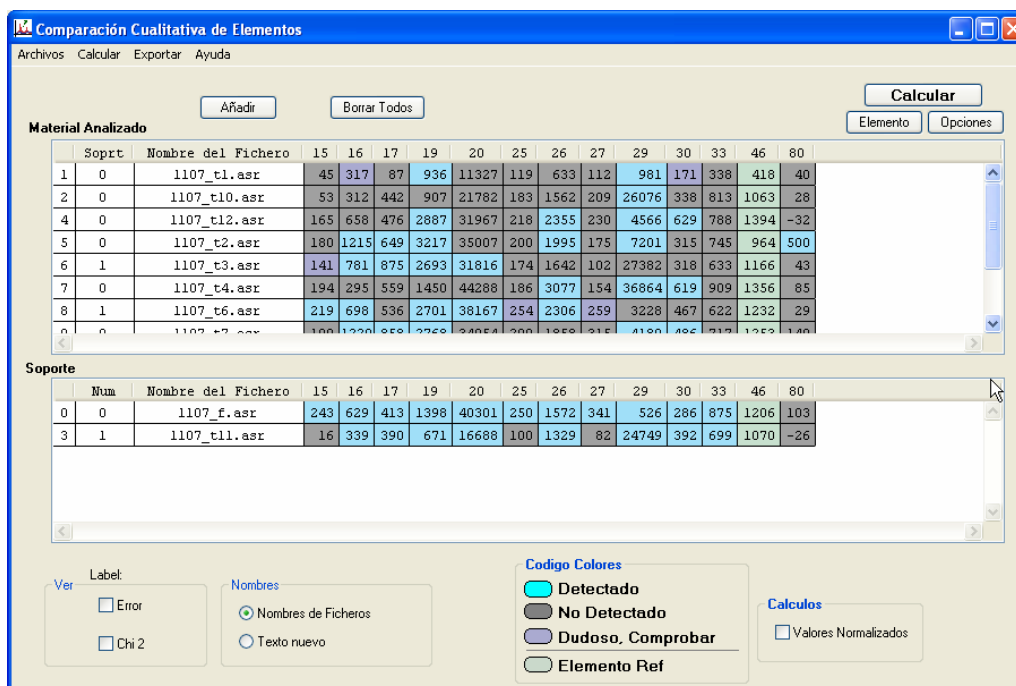 Comparación Cualitativa de Elementos
Archivos Calcular Exportar Ayuda
Añadir Borrar Todos Calcular
Elemento Opciones
Material Analizado
Soprt Nombre del Fichero 15 16 17 19 20 25 26 27 29 30 33 46 80
1 0 1107_t1.asr 45 317 87 936 11327 119 633 112 981 171 338 418 40
2 0 1107_t10.asr 53 312 442 907 21782 183 1562 209 26076 338 813 1063 28
4 0 1107_t12.asr 165 658 476 2887 31967 218 2355 230 4566 629 788 1394 -32
5 0 1107_t2.asr 180 1215 649 3217 35007 200 1995 175 7201 315 745 964 500
6 1 1107_t3.asr 141 781 875 2693 31816 174 1642 102 27382 318 633 1166 43
7 0 1107_t4.asr 194 295 559 1450 44288 186 3077 154 36864 619 909 1356 85
8 1 1107_t6.asr 219 698 536 2701 38167 254 2306 259 3228 467 622 1232 29
Soporte
Num Nombre del Fichero 15 16 17 19 20 25 26 27 29 30 33 46 80
0 0 1107_f.asr 243 629 413 1398 40301 250 1572 341 526 286 875 1206 103
3 1 1107_t11.asr 16 339 390 671 16688 100 1329 82 24749 392 699 1070 -26
Ver
Label:
Error
Chi 2
Nombres
Nombres de Ficheros
Texto nuevo
Codigo Colores
Detectado
No Detectado
Dudoso, Comprobar
Elemento Ref
Calculos
Valores Normalizados